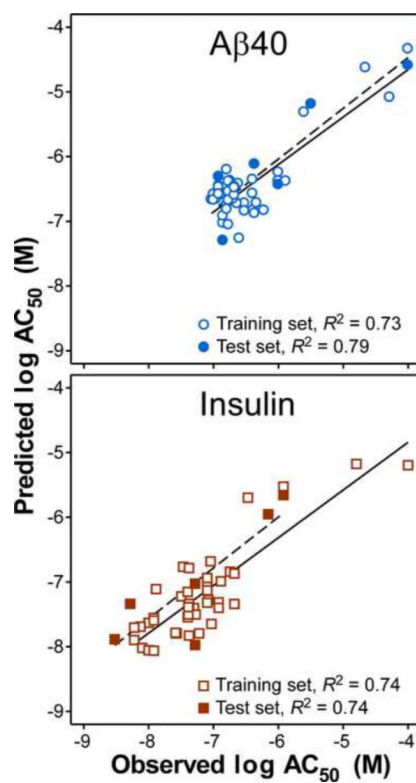 Aβ40
-4
-5
-6
-7
-8
-9
Training set, R² = 0.73
Test set, R² = 0.79
Predicted log AC₅₀ (M)
Insulin
-4
-5
-6
-7
-8
-9
Training set, R² = 0.74
Test set, R² = 0.74
-9 -8 -7 -6 -5 -4
Observed log AC₅₀ (M)